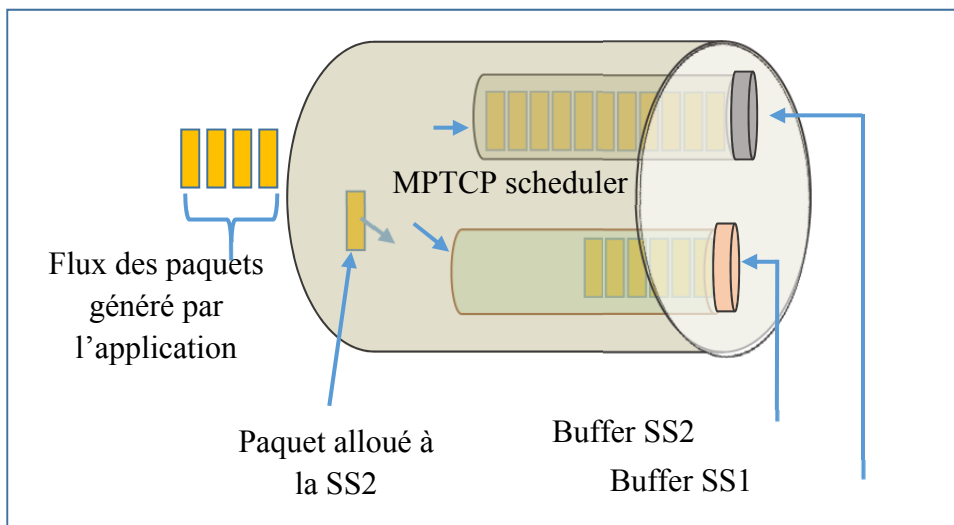 MPTCP scheduler
Flux des paquets
généré par
l’application
Paquet alloué à
la SS2
Buffer SS2
Buffer SS1